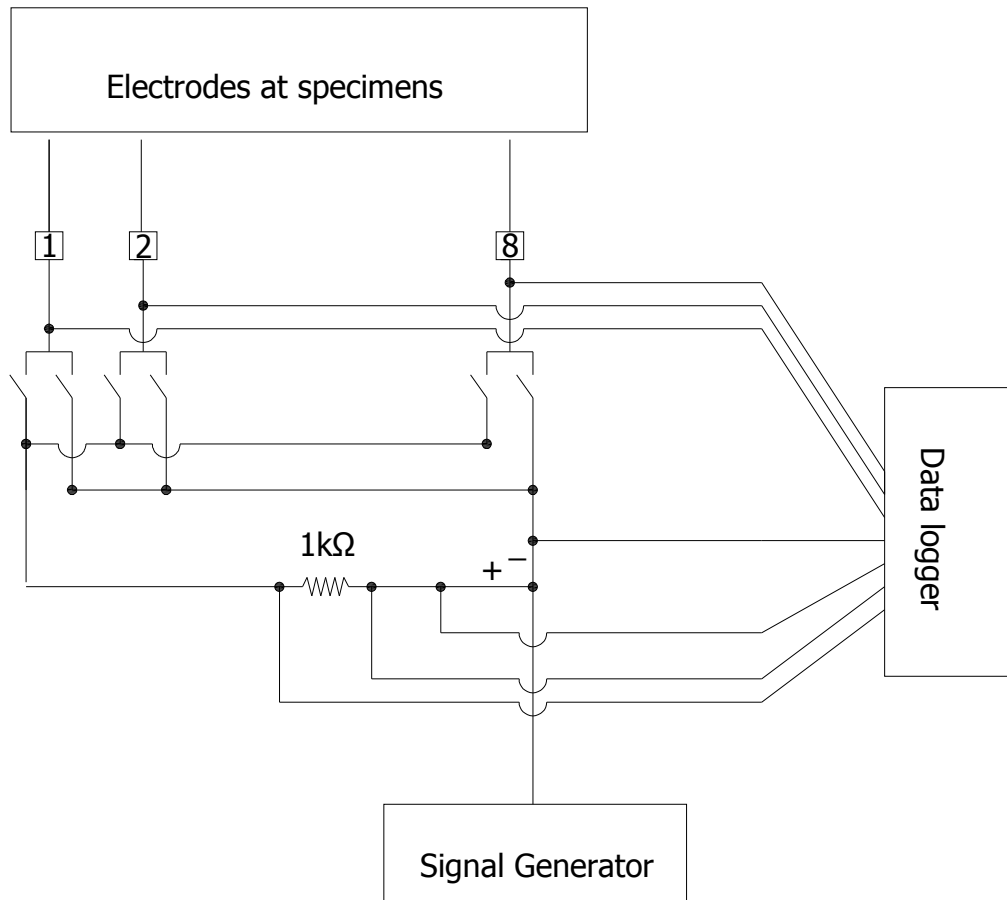 Electrodes at specimens
1 2 8
1kΩ
+ −
Data logger
Signal Generator